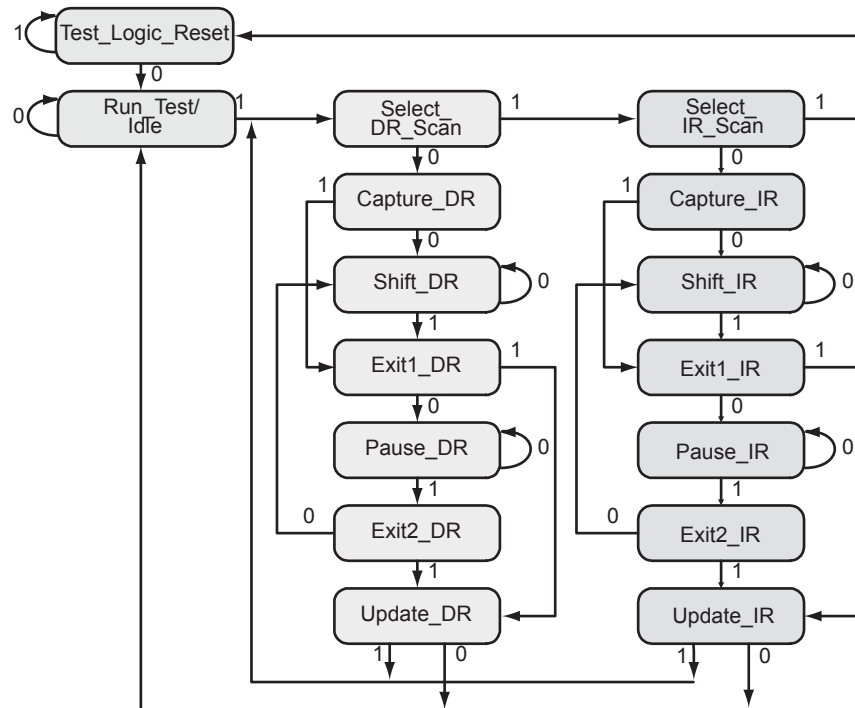 1
Test_Logic_Reset
0
0
Run_Test/
Idle
1
Select_
DR_Scan
1
Select_
IR_Scan
1
0
0
1
Capture_DR
1
Capture_IR
0
0
Shift_DR
0
Shift_IR
0
1
1
Exit1_DR
1
Exit1_IR
1
0
0
Pause_DR
0
Pause_IR
0
1
1
0
Exit2_DR
0
Exit2_IR
1
1
Update_DR
Update_IR
1
0
1
0